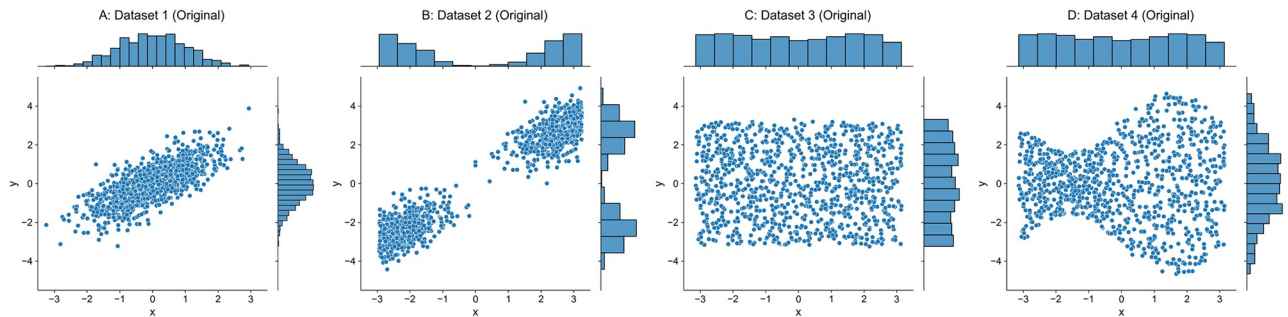 A: Dataset 1 (Original)
B: Dataset 2 (Original)
C: Dataset 3 (Original)
D: Dataset 4 (Original)
4
2
0
−2
−4
y
−3 −2 −1 0 1 2 3
x
4
2
0
−2
−4
y
−3 −2 −1 0 1 2 3
x
4
2
0
−2
−4
y
−3 −2 −1 0 1 2 3
x
4
2
0
−2
−4
y
−3 −2 −1 0 1 2 3
x